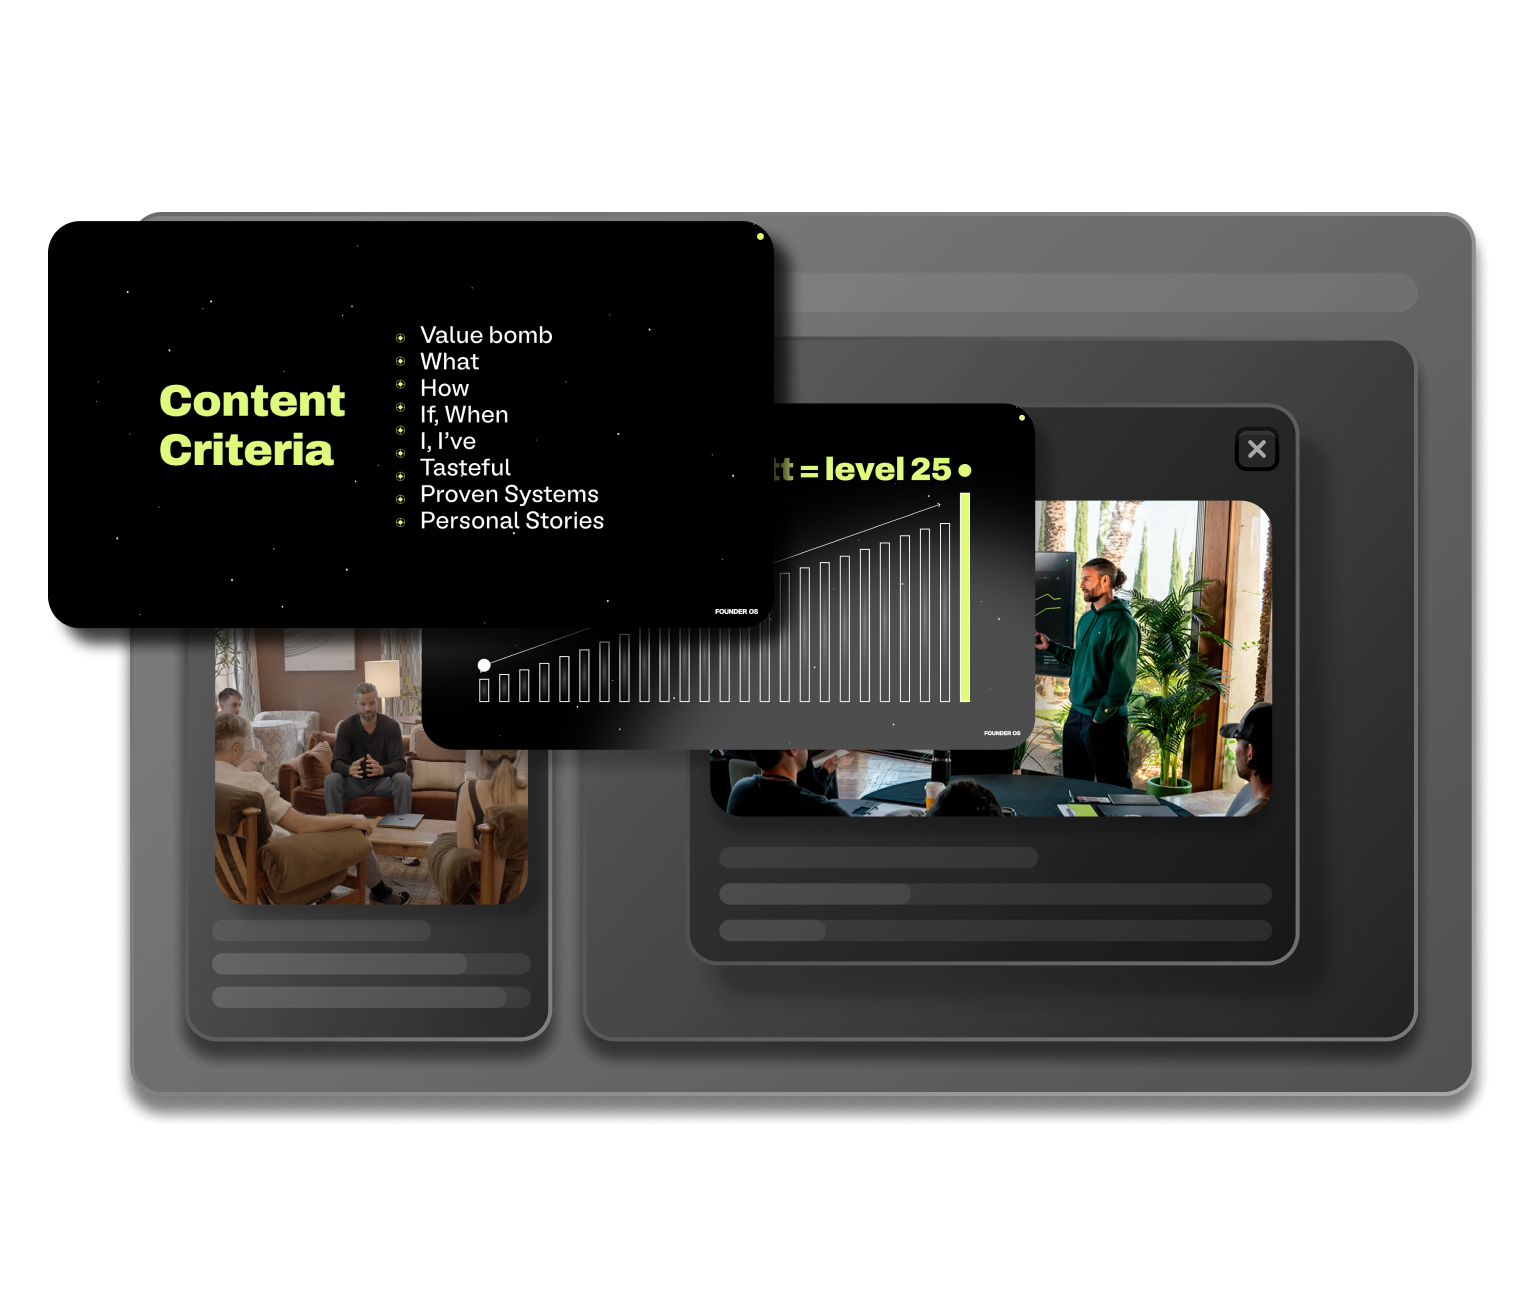 Content
Criteria
Value bomb
What
How
If, When
I, I've
Tasteful
Proven Systems
Personal Stories
FOUNDER OS
= level 25
FOUNDER OS